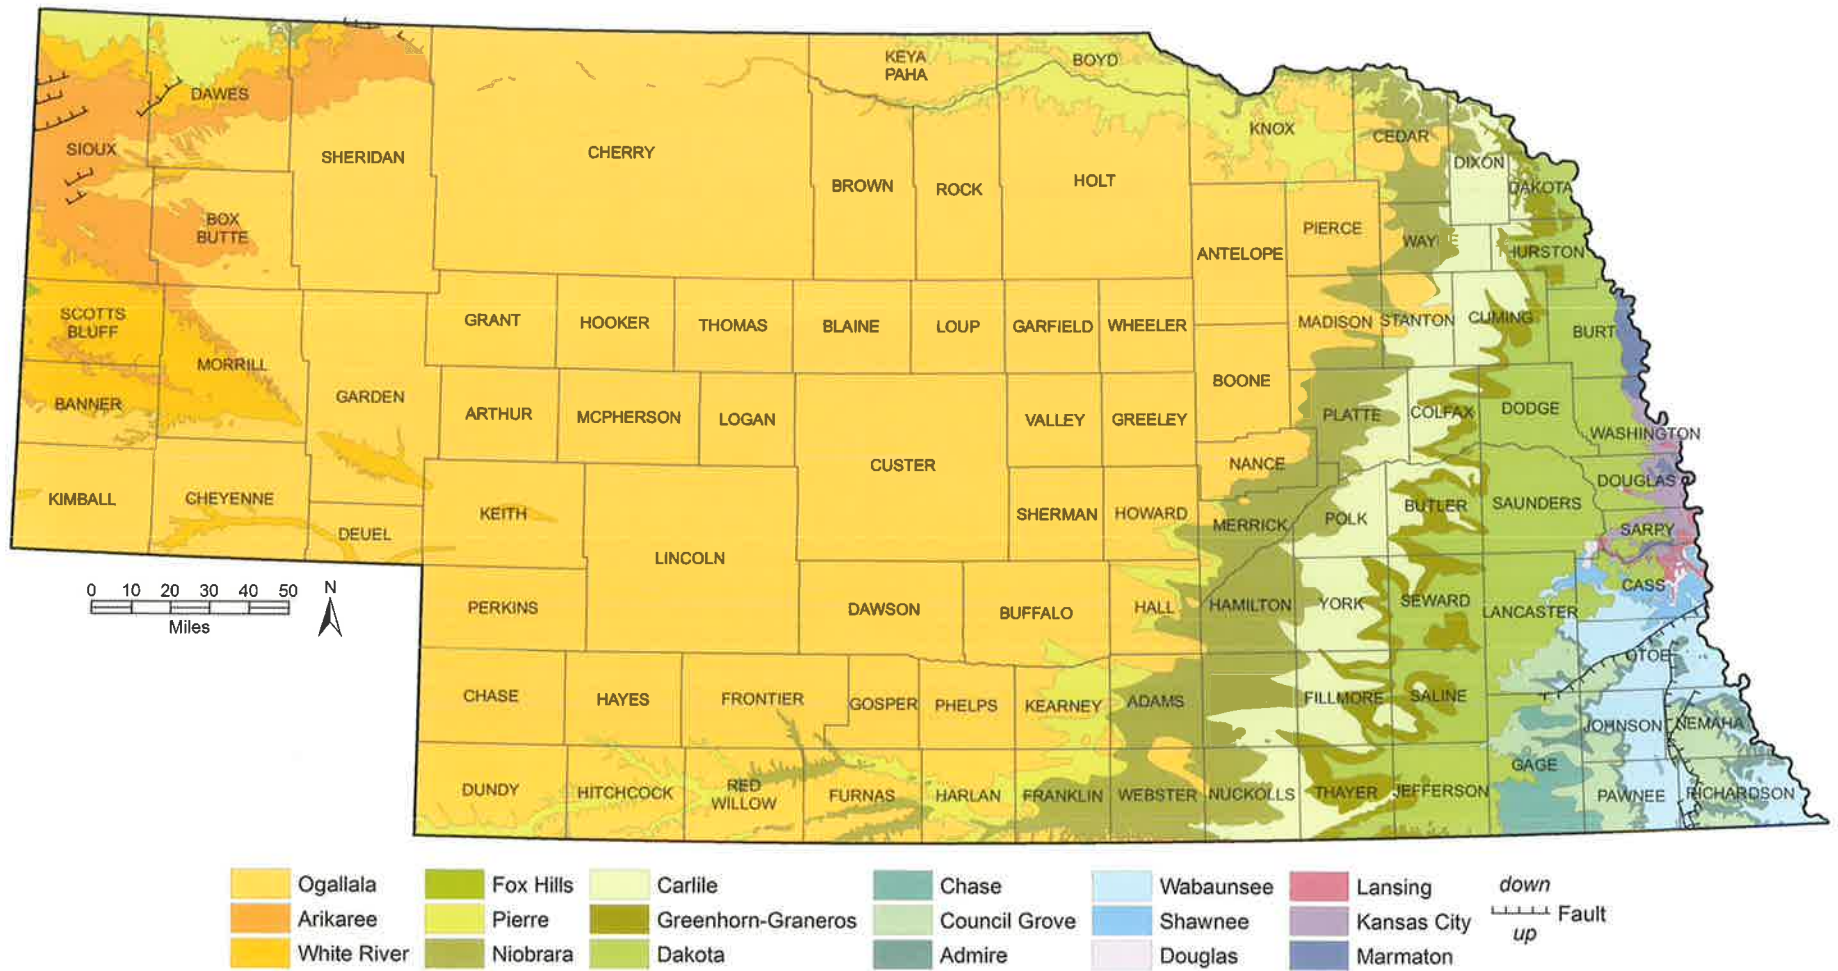 KEYA
PAHA
BOYD
DAWES
KNOX
CEDAR
SIOUX
SHERIDAN
CHERRY
DIXON
BROWN
ROCK
HOLT
DAKOTA
BOX
BUTTE
PIERCE
ANTELOPE
HURSTON
SCOTTS
BLUFF
GRANT
HOOKER
THOMAS
BLAINE
LOUP
GARFIELD
WHEELER
MADISON
STANTON
CUMING
BURT
MORRILL
BOONE
BANNER
GARDEN
ARTHUR
MCPHERSON
LOGAN
VALLEY
GREELEY
PLATTE
COLFAX
DODGE
WASHINGTON
CUSTER
NANCE
KIMBALL
CHEYENNE
KEITH
SHERMAN
HOWARD
MERRICK
POLK
BUTLER
SAUNDERS
DOUGLAS
DEUEL
SARPY
LINCOLN
CASS
0 10 20 30 40 50
N
Miles
PERKINS
DAWSON
BUFFALO
HALL
HAMILTON
YORK
SEWARD
LANCASTER
OTOE
CHASE
HAYES
FRONTIER
GOSPER
PHELPS
KEARNEY
ADAMS
FILLMORE
SALINE
JOHNSON
NEMAHA
GAGE
DUNDY
HITCHCOCK
RED
WILLOW
FURNAS
HARLAN
FRANKLIN
WEBSTER
NUCKOLLS
THAYER
JEFFERSON
PAWNEE
RICHARDSON
Ogallala
Fox Hills
Carlile
Chase
Wabaunsee
Lansing
down
Arikaree
Pierre
Greenhorn-Graneros
Council Grove
Shawnee
Kansas City
Fault
up
White River
Niobrara
Dakota
Admire
Douglas
Marmaton